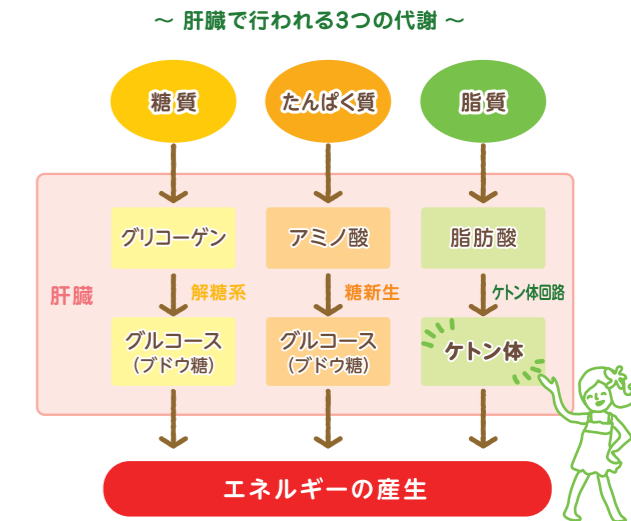 ～ 肝臓で行われる3つの代謝 ～
糖質
たんぱく質
脂質
グリコーゲン
アミノ酸
脂肪酸
肝臓
解糖系
糖新生
ケトン体回路
グルコース
(ブドウ糖)
グルコース
(ブドウ糖)
ケトン体
エネルギーの産生